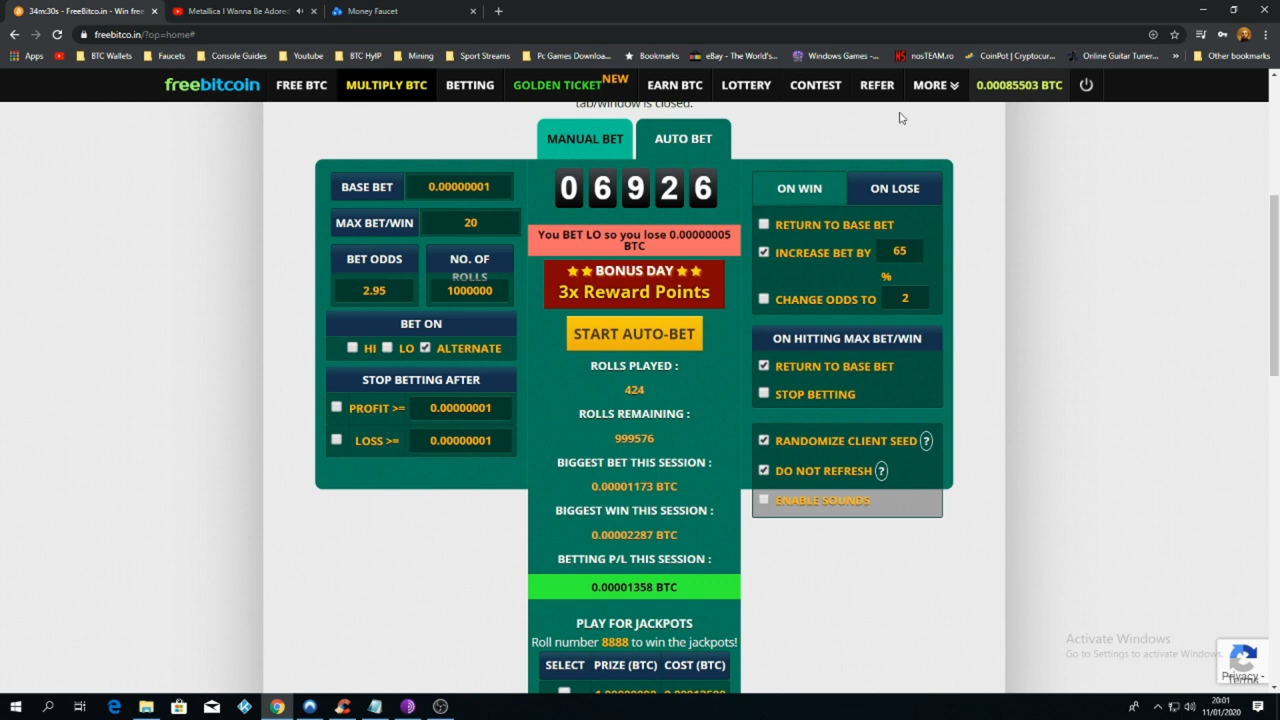 34m:30s - FreeBitco.in - Win free
Metallica I Wanna Be Adored
Money Faucet
freebitco.in/?op=home#
Apps
BTC Wallets
Faucets
Console Guides
Youtube
BTC HyIP
Mining
Sport Streams
Pc Games Downloa...
Bookmarks
eBay - The World's...
Windows Games -...
NS nosTEAM.ro
CoinPot | Cryptocur...
Online Guitar Tuner...
»
Other bookmarks
freebitcoin
FREE BTC
MULTIPLY BTC
BETTING
GOLDEN TICKET NEW
EARN BTC
LOTTERY
CONTEST
REFER
MORE
0.00085503 BTC
tab/window is closed.
MANUAL BET
AUTO BET
BASE BET
0.00000001
MAX BET/WIN
20
BET ODDS
2.95
NO. OF
ROLLS
1000000
BET ON
HI
LO
ALTERNATE
STOP BETTING AFTER
PROFIT >=
0.00000001
LOSS >=
0.00000001
0 6 9 2 6
You BET LO so you lose 0.00000005
BTC
BONUS DAY
3x Reward Points
START AUTO-BET
ROLLS PLAYED :
424
ROLLS REMAINING :
999576
BIGGEST BET THIS SESSION :
0.00001173 BTC
BIGGEST WIN THIS SESSION :
0.00002287 BTC
BETTING P/L THIS SESSION :
0.00001358 BTC
PLAY FOR JACKPOTS
Roll number 8888 to win the jackpots!
SELECT
PRIZE (BTC)
COST (BTC)
ON WIN
ON LOSE
RETURN TO BASE BET
INCREASE BET BY
65
%
CHANGE ODDS TO
2
ON HITTING MAX BET/WIN
RETURN TO BASE BET
STOP BETTING
RANDOMIZE CLIENT SEED ?
DO NOT REFRESH ?
ENABLE SOUNDS
Activate Windows
Go to Settings to activate Windows.
Privacy -
Terms
20:01
11/01/2020